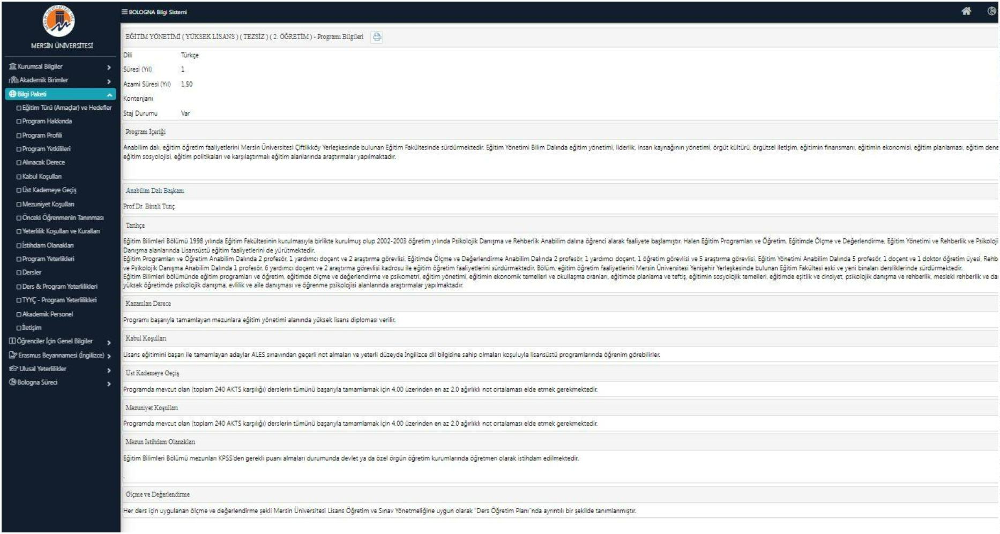 MERSİN ÜNİVERSİTESİ
Kurumsal Bilgiler
Akademik Birimler
Bilgi Paketi
Eğitim Türü (Amaçlar) ve Hedefler
Program Hakkında
Program Profili
Program Yetkilileri
Alınacak Derece
Kabul Koşulları
Üst Kademeye Geçiş
Mezuniyet Koşulları
Önceki Öğrenmenin Tanınması
Yeterlilik Koşulları ve Kuralları
İstihdam Olanakları
Program Yeterlikleri
Dersler
Ders & Program Yeterlilikleri
TYYÇ - Program Yeterlilikleri
Akademik Personel
İletişim
Öğrenciler İçin Genel Bilgiler
Erasmus Beyannamesi (İngilizce)
Ulusal Yeterlilikler
Bologna Süreci
BOLOGNA Bilgi Sistemi
EĞİTİM YÖNETİMİ ( YÜKSEK LİSANS ) ( TEZSİZ ) ( 2. ÖĞRETİM ) - Programı Bilgileri
Dili Türkçe
Süresi (Yıl) 1
Azami Süresi (Yıl) 1,50
Kontenjanı
Staj Durumu Var
Program İçeriği
Anabilim dalı, eğitim öğretim faaliyetlerini Mersin Üniversitesi Çiftlikköy Yerleşkesinde bulunan Eğitim Fakültesinde sürdürmektedir. Eğitim Yönetimi Bilim Dalında eğitim yönetimi, liderlik, insan kaynağının yönetimi, örgüt kültürü, örgütsel iletişim, eğitimin finansmanı, eğitimin ekonomisi, eğitim planlaması, eğitim dene
eğitim sosyolojisi, eğitim politikaları ve karşılaştırmalı eğitim alanlarında araştırmalar yapılmaktadır.
Anabilim Dalı Başkanı
Prof.Dr. Binali Tunç
Tarihçe
Eğitim Bilimleri Bölümü 1998 yılında Eğitim Fakültesinin kurulmasıyla birlikte kurulmuş olup 2002-2003 öğretim yılında Psikolojik Danışma ve Rehberlik Anabilim dalına öğrenci alarak faaliyete başlamıştır. Halen Eğitim Programları ve Öğretim, Eğitimde Ölçme ve Değerlendirme, Eğitim Yönetimi ve Rehberlik ve Psikoloji
Danışma alanlarında Lisansüstü eğitim faaliyetlerini de yürütmektedir.
Eğitim Programları ve Öğretim Anabilim Dalında 2 profesör, 1 yardımcı doçent ve 2 araştırma görevlisi, Eğitimde Ölçme ve Değerlendirme Anabilim Dalında 2 profesör, 1 yardımcı doçent, 1 öğretim görevlisi ve 5 araştırma görevlisi, Eğitim Yönetimi Anabilim Dalında 5 profesör, 1 doçent ve 1 doktor öğretim üyesi, Rehb
ve Psikolojik Danışma Anabilim Dalında 1 profesör, 6 yardımcı doçent ve 2 araştırma görevlisi kadrosu ile eğitim öğretim faaliyetlerini sürdürmektedir. Bölüm, eğitim öğretim faaliyetlerini Mersin Üniversitesi Yenişehir Yerleşkesinde bulunan Eğitim Fakültesi eski ve yeni binaları dersliklerinde sürdürmektedir.
Eğitim Bilimleri bölümünde eğitim programları ve öğretim, eğitimde ölçme ve değerlendirme ve psikometri, eğitim yönetimi, eğitimin ekonomik temelleri ve okullaşma oranları, eğitimde planlama ve teftiş, eğitimin sosyolojik temelleri, eğitimde eşitlik ve cinsiyet, psikolojik danışma ve rehberlik, mesleki rehberlik ve da
yüksek öğretimde psikolojik danışma, evlilik ve aile danışması ve öğrenme psikolojisi alanlarında araştırmalar yapılmaktadır.
Kazanılan Derece
Programı başarıyla tamamlayan mezunlara eğitim yönetimi alanında yüksek lisans diploması verilir.
Kabul Koşulları
Lisans eğitimini başarı ile tamamlayan adaylar ALES sınavından geçerli not almaları ve yeterli düzeyde İngilizce dil bilgisine sahip olmaları koşuluyla lisansüstü programlarında öğrenim görebilirler.
Üst Kademeye Geçiş
Programda mevcut olan (toplam 240 AKTS karşılığı) derslerin tümünü başarıyla tamamlamak için 4.00 üzerinden en az 2.0 ağırlıklı not ortalaması elde etmek gerekmektedir.
Mezuniyet Koşulları
Programda mevcut olan (toplam 240 AKTS karşılığı) derslerin tümünü başarıyla tamamlamak için 4.00 üzerinden en az 2.0 ağırlıklı not ortalaması elde etmek gerekmektedir.
Mezun İstihdam Olanakları
Eğitim Bilimleri Bölümü mezunları KPSS'den gerekli puanı almaları durumunda devlet ya da özel örgün öğretim kurumlarında öğretmen olarak istihdam edilmektedir.
.
Ölçme ve Değerlendirme
Her ders için uygulanan ölçme ve değerlendirme şekli Mersin Üniversitesi Lisans Öğretim ve Sınav Yönetmeliğine uygun olarak "Ders Öğretim Planı"nda ayrıntılı bir şekilde tanımlanmıştır.